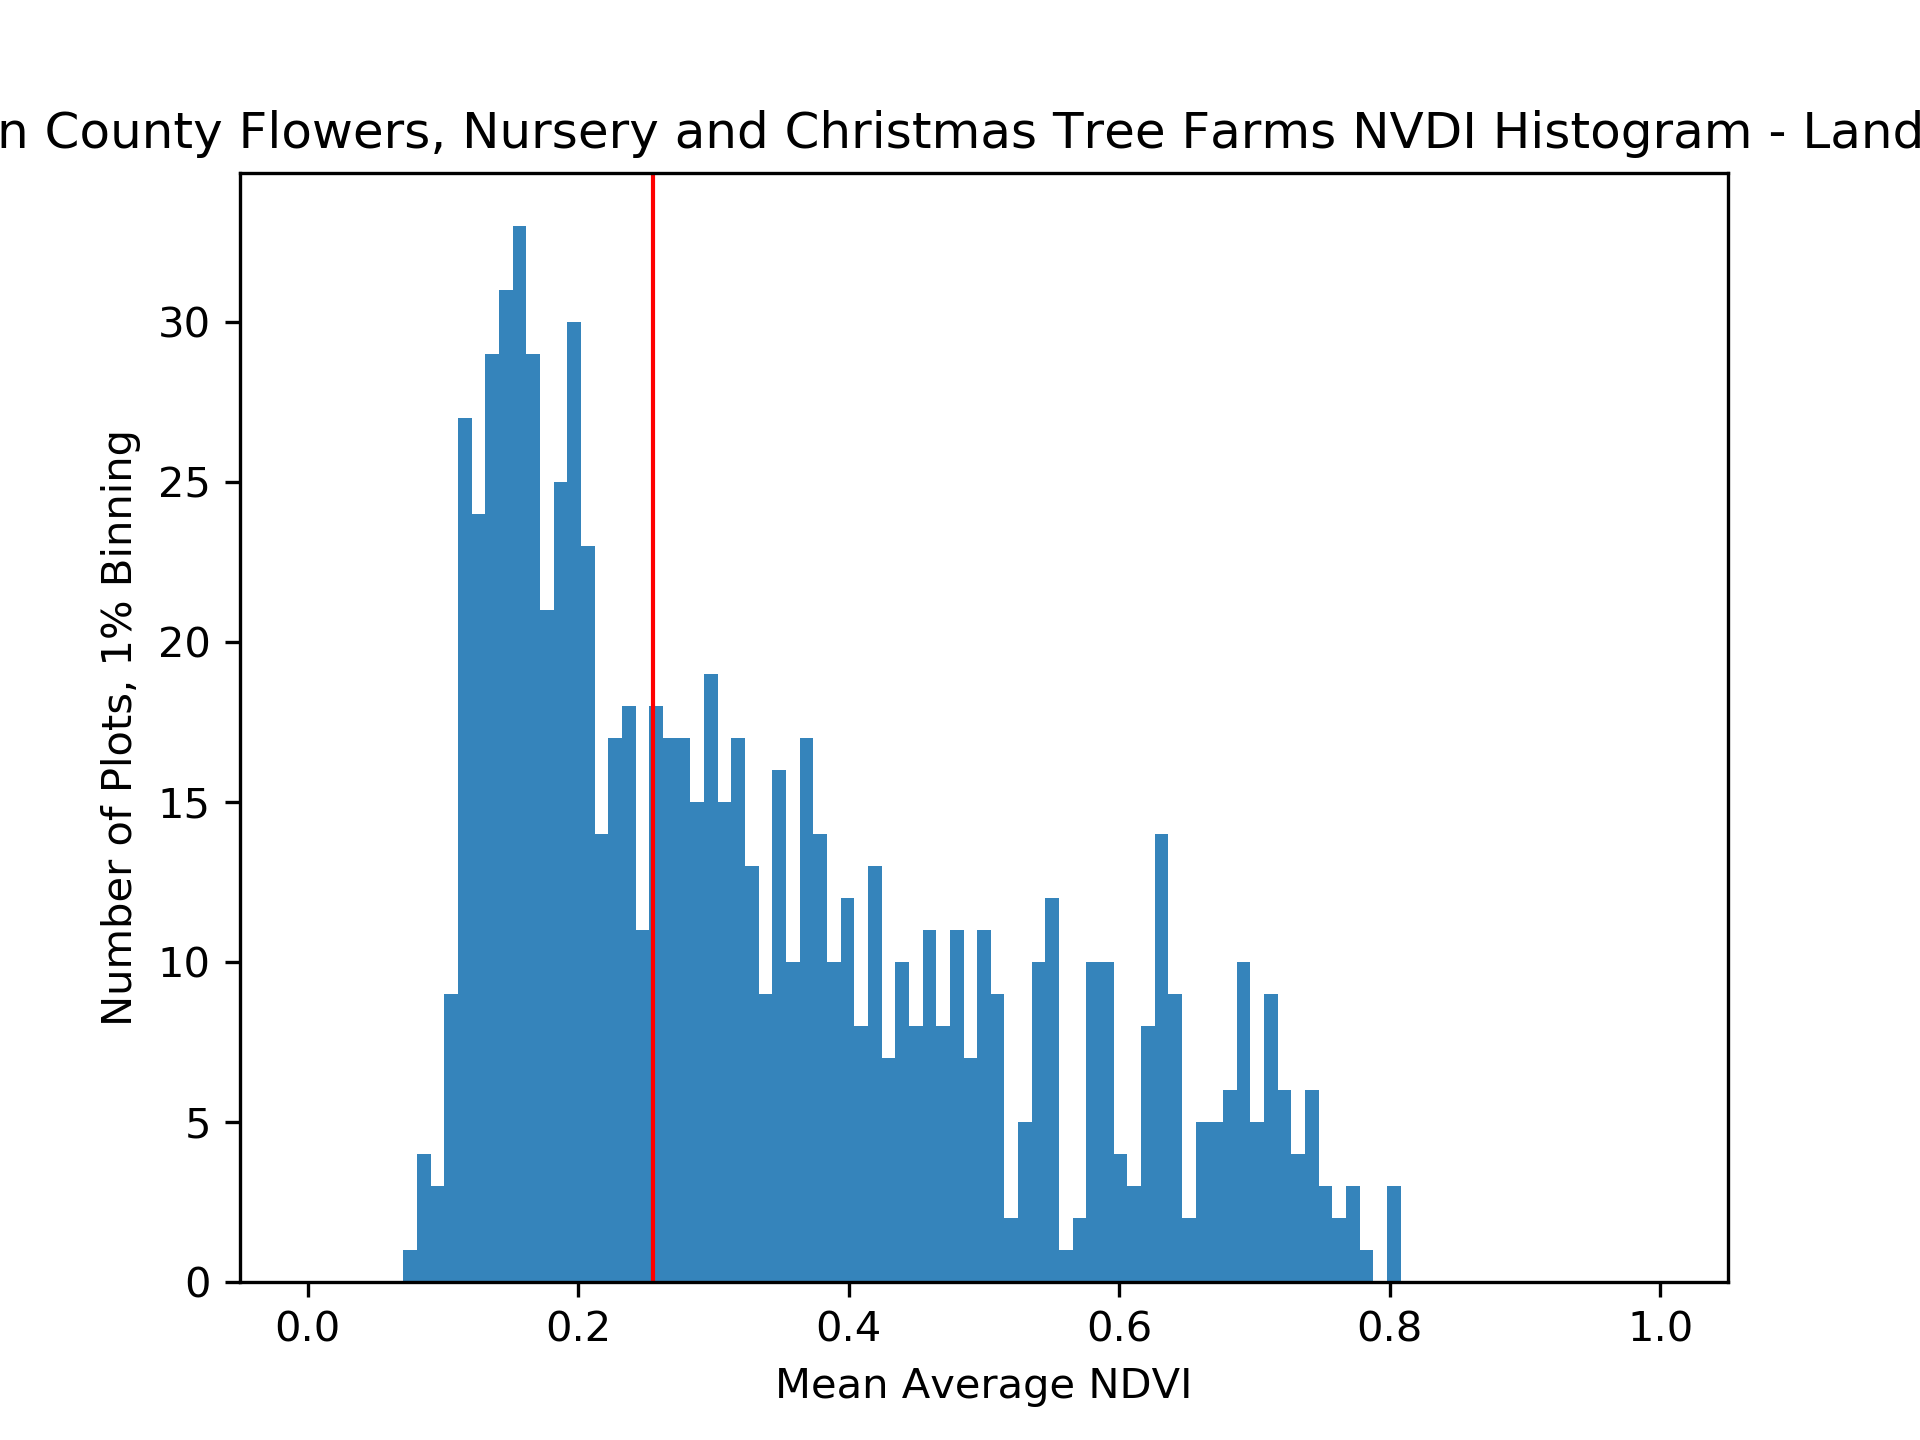 n County Flowers, Nursery and Christmas Tree Farms NVDI Histogram - Land
Number of Plots, 1% Binning
30
25
20
15
10
5
0
0.0 0.2 0.4 0.6 0.8 1.0
Mean Average NDVI